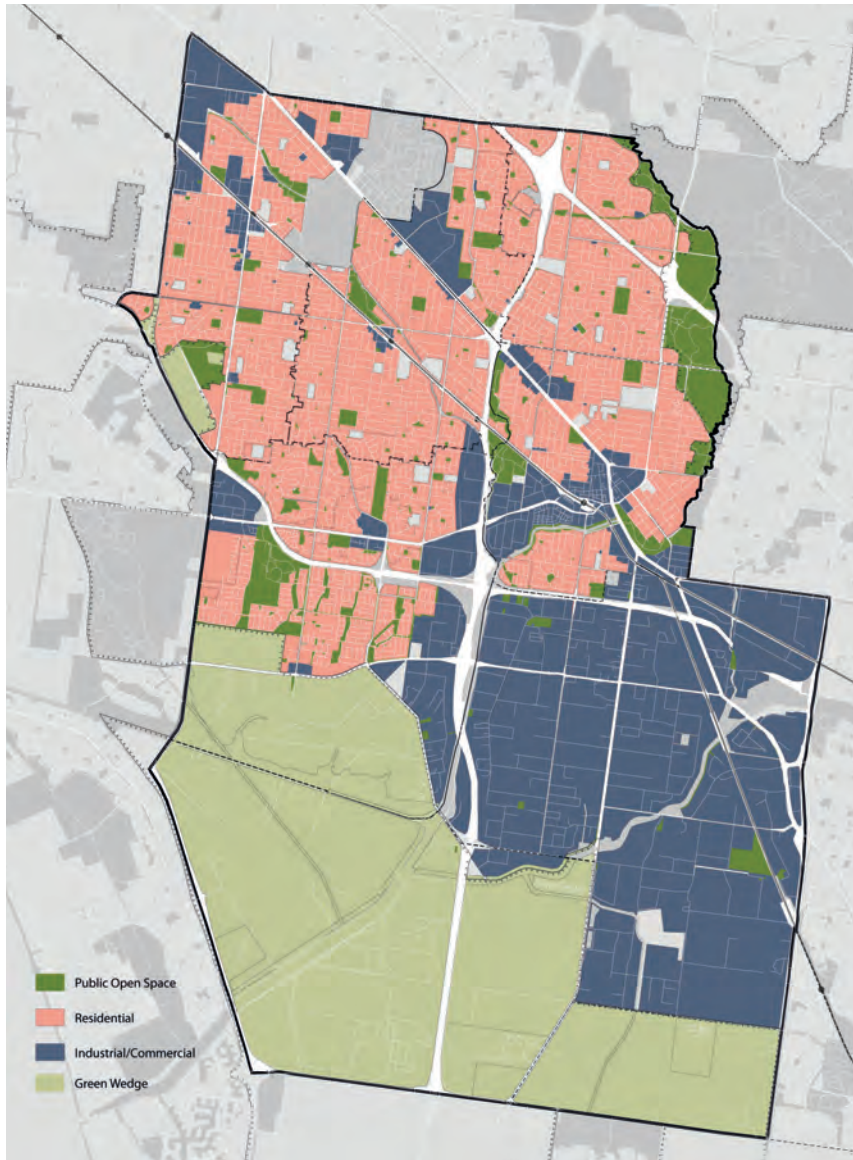 Public Open Space
Residential
Industrial/Commercial
Green Wedge